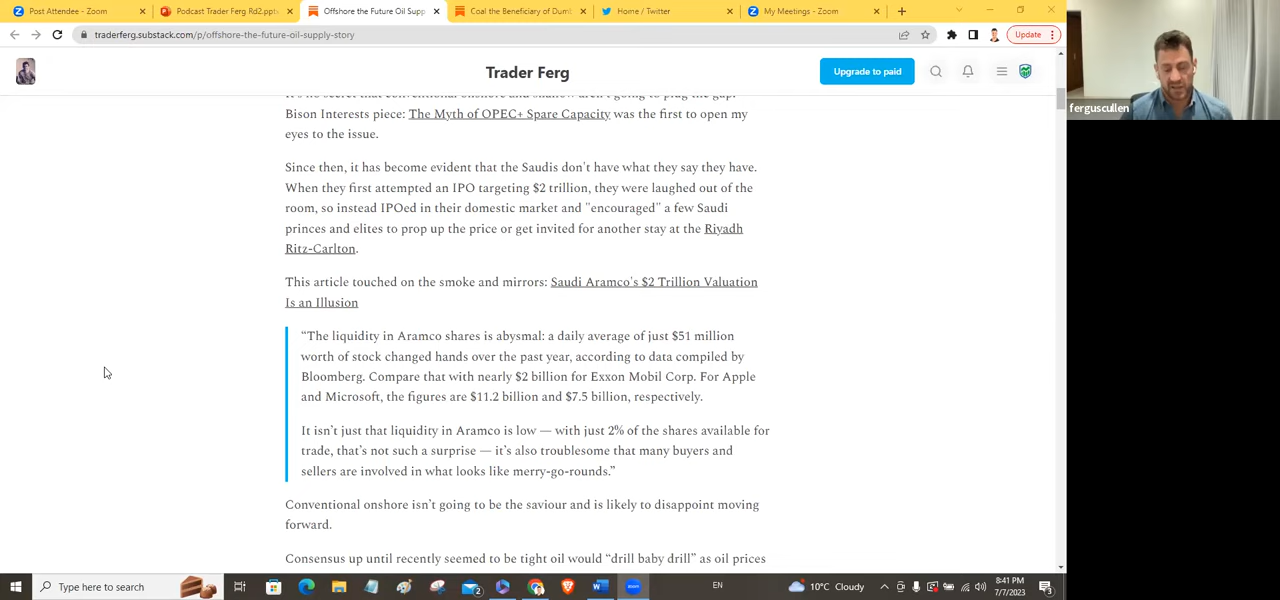 Post Attendee - Zoom
Podcast Trader Ferg Rd2.pptx
Offshore the Future Oil Supp
Coal the Beneficiary of Dumb
Home / Twitter
My Meetings - Zoom
traderferg.substack.com/p/offshore-the-future-oil-supply-story
Update
Trader Ferg
Upgrade to paid
Bison Interests piece: The Myth of OPEC+ Spare Capacity was the first to open my
eyes to the issue.
Since then, it has become evident that the Saudis don't have what they say they have.
When they first attempted an IPO targeting $2 trillion, they were laughed out of the
room, so instead IPOed in their domestic market and "encouraged" a few Saudi
princes and elites to prop up the price or get invited for another stay at the Riyadh
Ritz-Carlton.
This article touched on the smoke and mirrors: Saudi Aramco's $2 Trillion Valuation
Is an Illusion
“The liquidity in Aramco shares is abysmal: a daily average of just $51 million
worth of stock changed hands over the past year, according to data compiled by
Bloomberg. Compare that with nearly $2 billion for Exxon Mobil Corp. For Apple
and Microsoft, the figures are $11.2 billion and $7.5 billion, respectively.
It isn’t just that liquidity in Aramco is low — with just 2% of the shares available for
trade, that’s not such a surprise — it’s also troublesome that many buyers and
sellers are involved in what looks like merry-go-rounds.”
Conventional onshore isn’t going to be the saviour and is likely to disappoint moving
forward.
Consensus up until recently seemed to be tight oil would “drill baby drill” as oil prices
ferguscullen
Type here to search
EN
10°C Cloudy
8:41 PM
7/7/2023